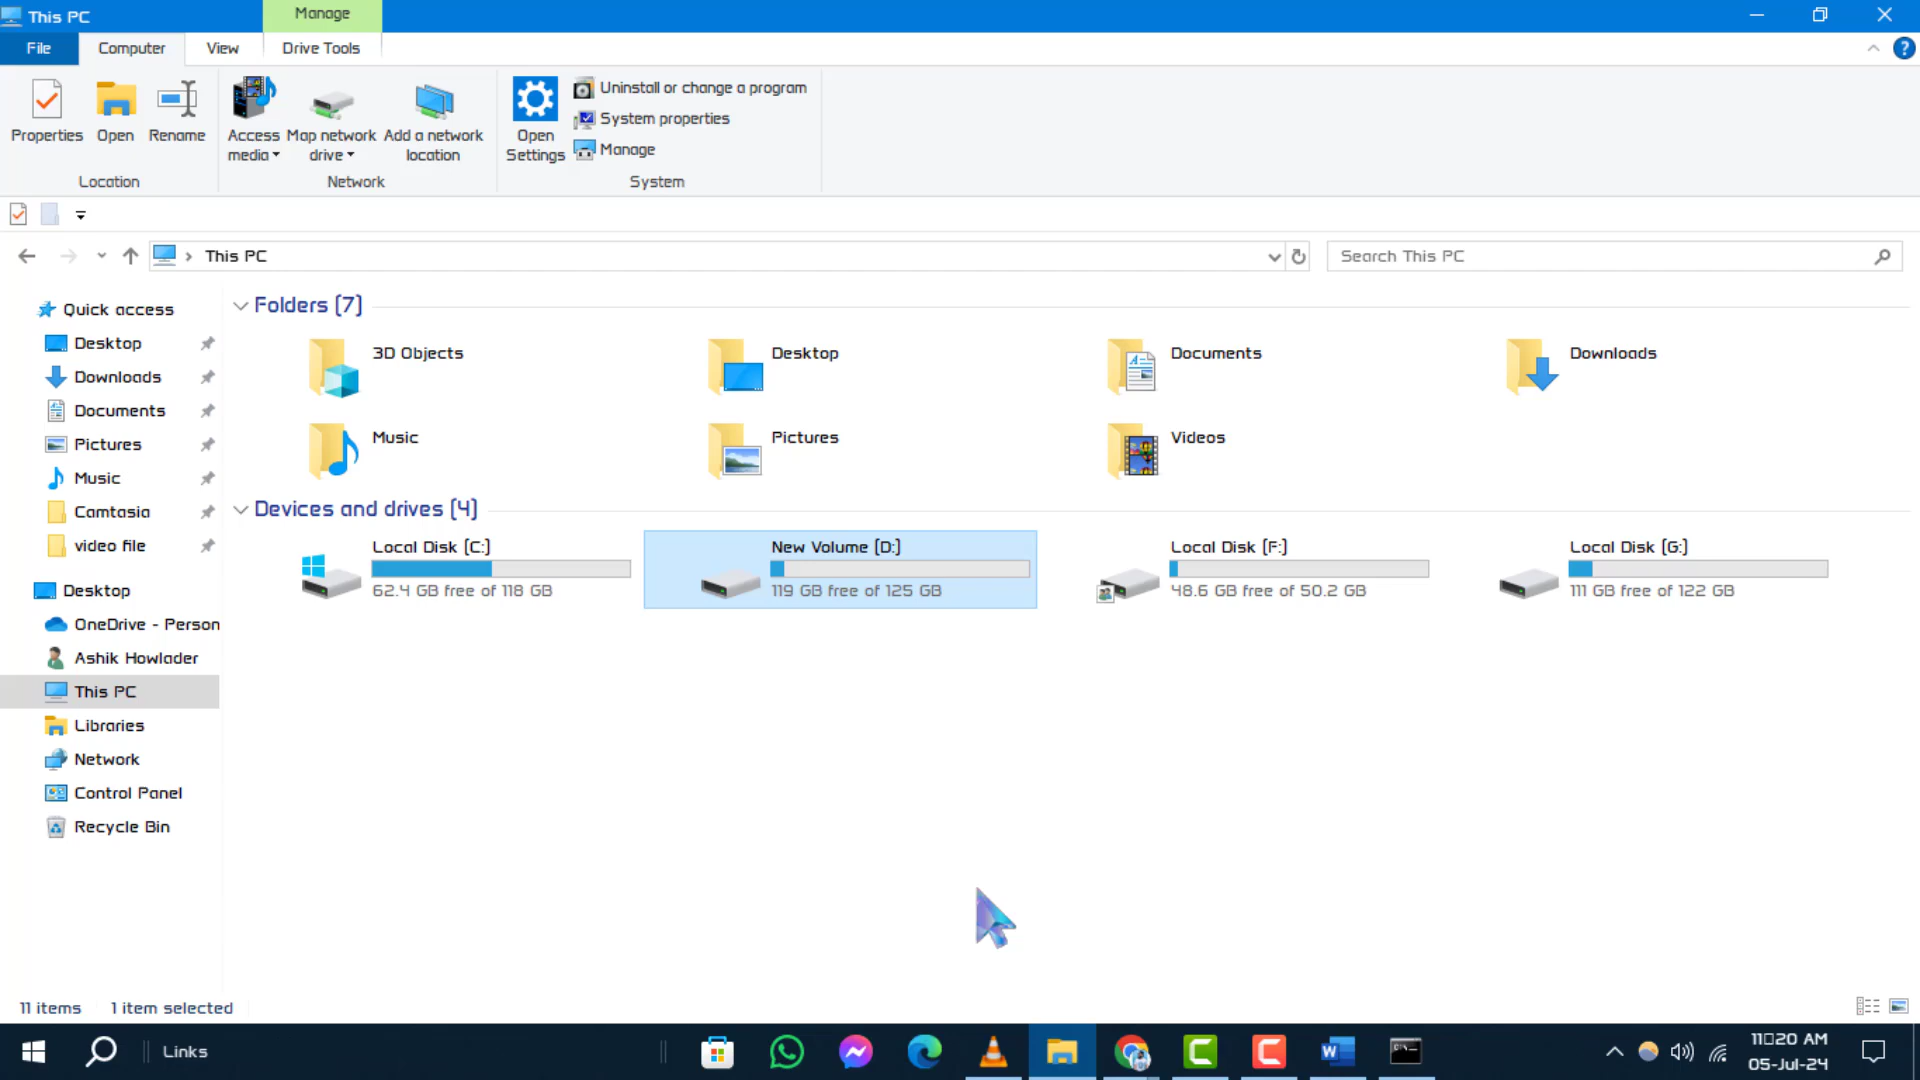 This PC
Manage
File
Computer
View
Drive Tools
Properties
Open
Rename
Access
media
Map network
drive
Add a network
location
Open
Settings
Uninstall or change a program
System properties
Manage
Location
Network
System
This PC
Search This PC
Quick access
Desktop
Downloads
Documents
Pictures
Music
Camtasia
video file
Desktop
OneDrive - Person
Ashik Howlader
This PC
Libraries
Network
Control Panel
Recycle Bin
Folders (7)
3D Objects
Desktop
Documents
Downloads
Music
Pictures
Videos
Devices and drives (4)
Local Disk (C:)
62.4 GB free of 118 GB
New Volume (D:)
119 GB free of 125 GB
Local Disk (F:)
48.6 GB free of 50.2 GB
Local Disk (G:)
111 GB free of 122 GB
11 items
1 item selected
Links
11□20 AM
05-Jul-24